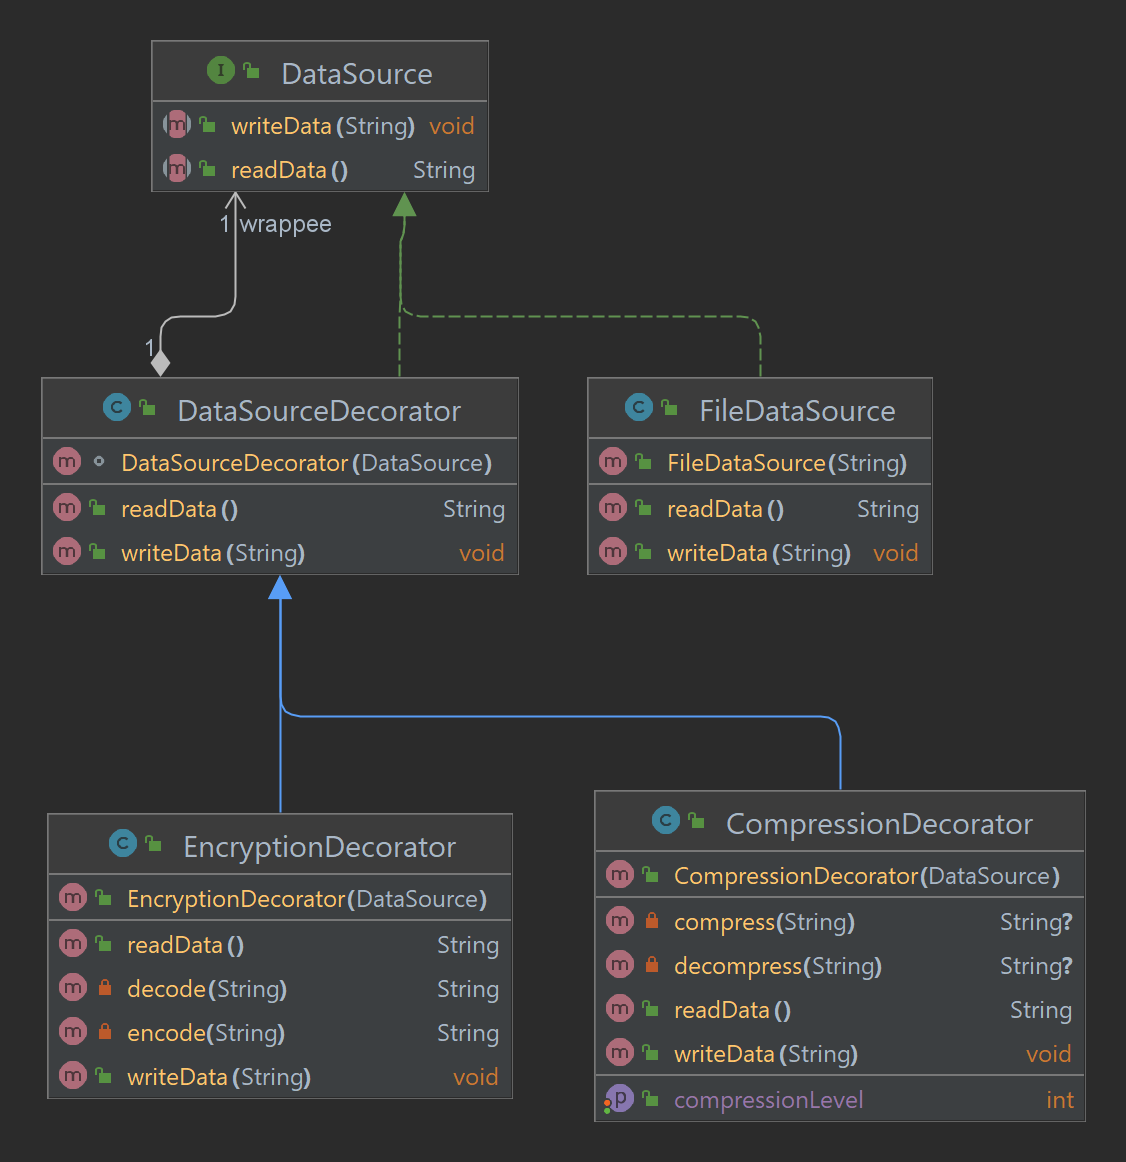 I DataSource
m writeData(String) void
m readData() String
1 wrappee
1
C DataSourceDecorator
m DataSourceDecorator(DataSource)
m readData() String
m writeData(String) void
C FileDataSource
m FileDataSource(String)
m readData() String
m writeData(String) void
C EncryptionDecorator
m EncryptionDecorator(DataSource)
m readData() String
m decode(String) String
m encode(String) String
m writeData(String) void
C CompressionDecorator
m CompressionDecorator(DataSource)
m compress(String) String?
m decompress(String) String?
m readData() String
m writeData(String) void
p compressionLevel int